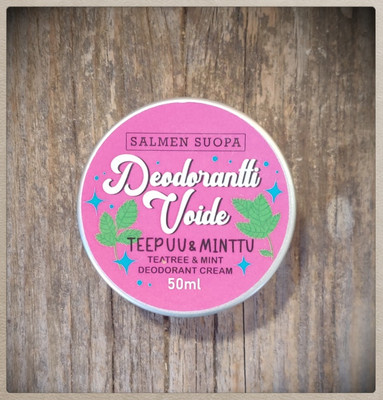 SALMEN SUOPA
Deodorantti
Voide
TEEPUU & MINTTU
TEATREE & MINT
DEODORANT CREAM
50ml